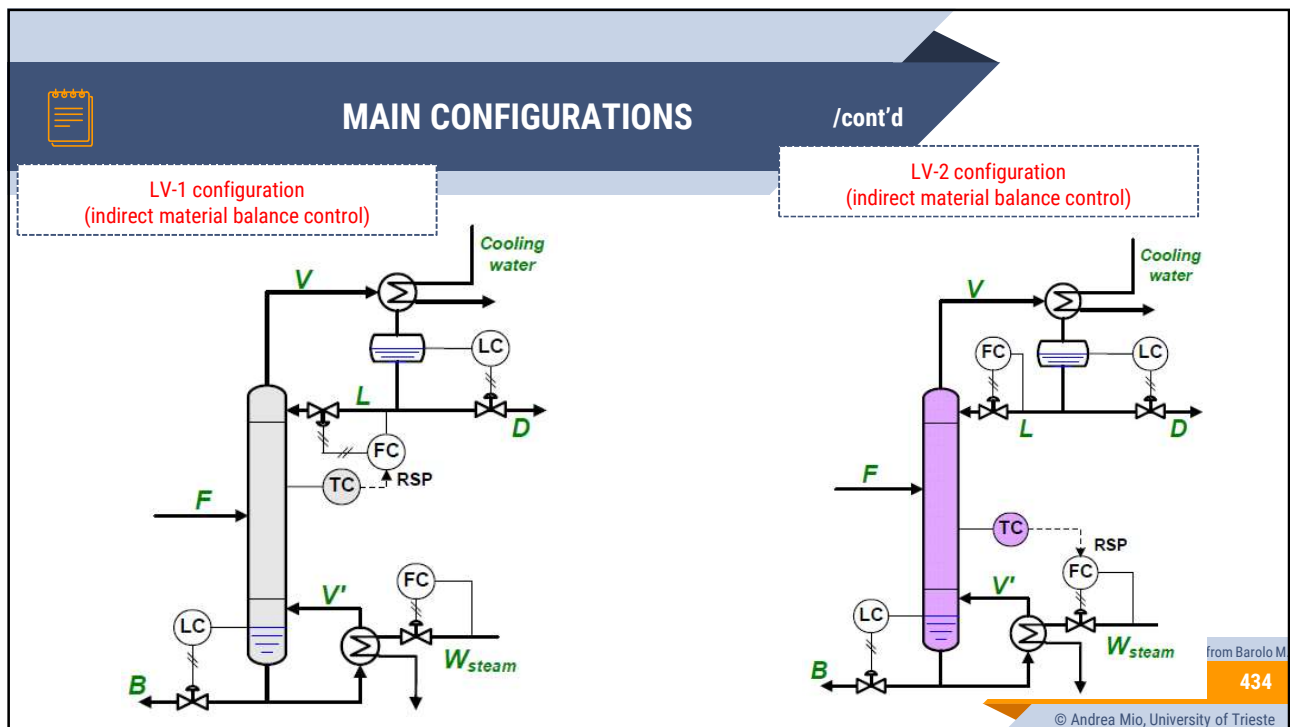 MAIN CONFIGURATIONS
/cont'd
LV-1 configuration
(indirect material balance control)
LV-2 configuration
(indirect material balance control)
Cooling
water
V
LC
L
D
FC
TC
RSP
F
FC
V'
LC
W steam
B
Cooling
water
V
FC
LC
L
D
F
TC
RSP
FC
V'
LC
W steam
B
from Barolo M.
434
© Andrea Mio, University of Trieste